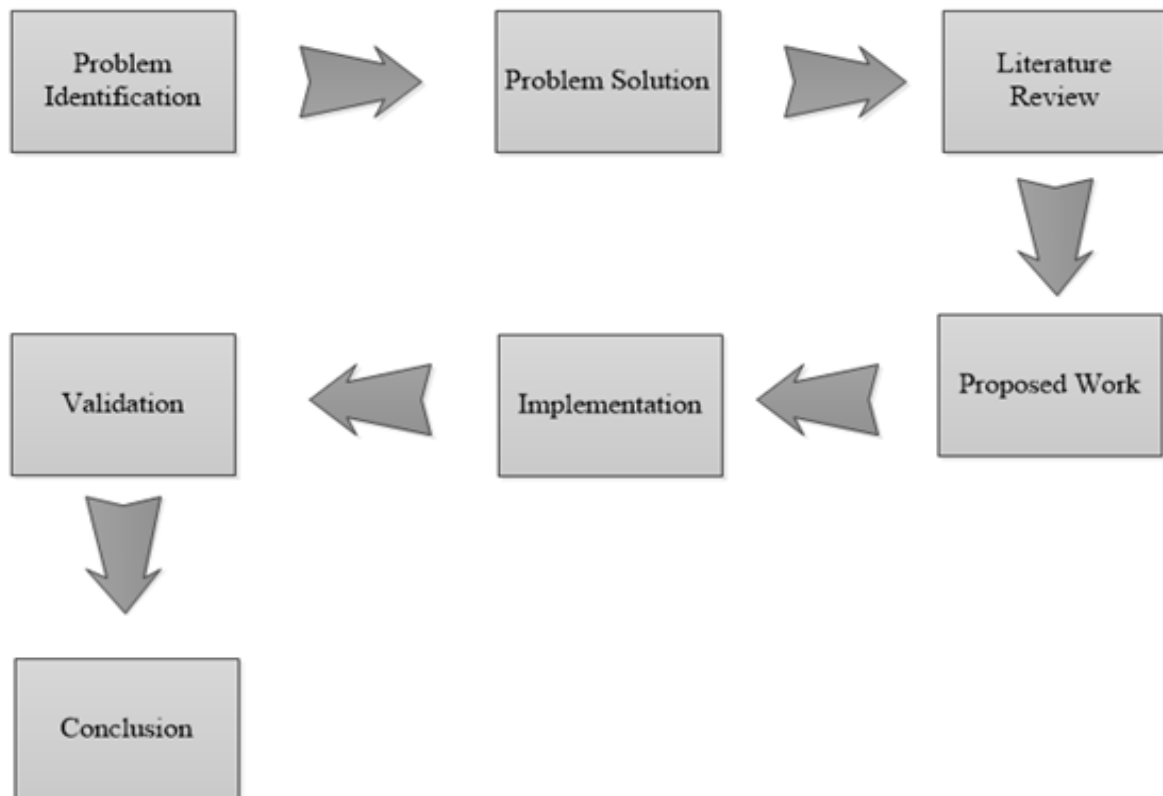 Problem
Identification
Problem Solution
Literature
Review
Proposed Work
Implementation
Validation
Conclusion